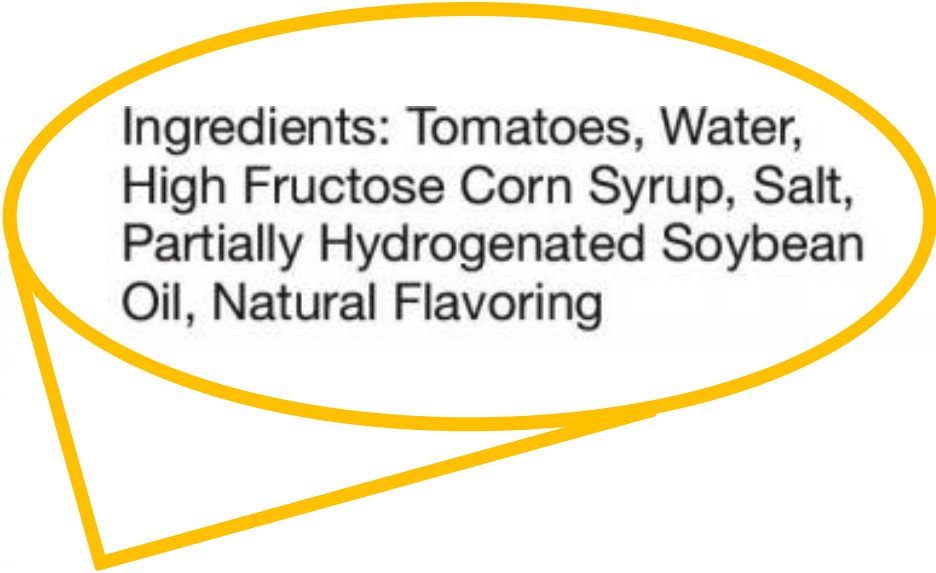 Ingredients: Tomatoes, Water,
High Fructose Corn Syrup, Salt,
Partially Hydrogenated Soybean
Oil, Natural Flavoring